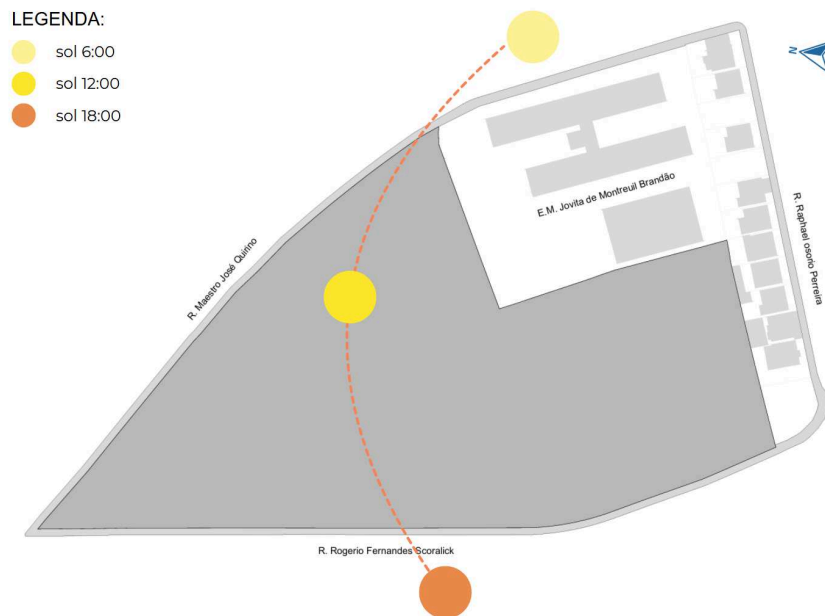 LEGENDA:
sol 6:00
sol 12:00
sol 18:00
N
E.M. Jovita de Montreuil Brandão
R. Raphael osorio Perreira
R. Maestro José Quirino
R. Rogerio Fernandes Scoralick